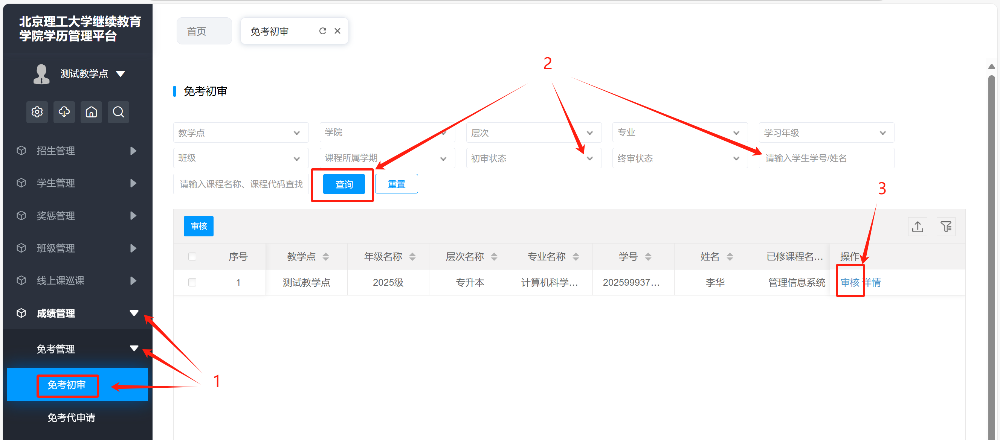 北京理工大学继续教育
学院学历管理平台
测试教学点
招生管理
学生管理
奖惩管理
班级管理
线上课巡课
成绩管理
免考管理
免考初审
免考代申请
1
首页
免考初审
2
免考初审
教学点 学院 层次 专业 学习年级
班级 课程所属学期 初审状态 终审状态 请输入学生学号/姓名
请输入课程名称、课程代码查找 查询 重置
3
审核
序号 教学点 年级名称 层次名称 专业名称 学号 姓名 已修课程名... 操作
1 测试教学点 2025级 专升本 计算机科学... 202599937... 李华 管理信息系统 审核 详情